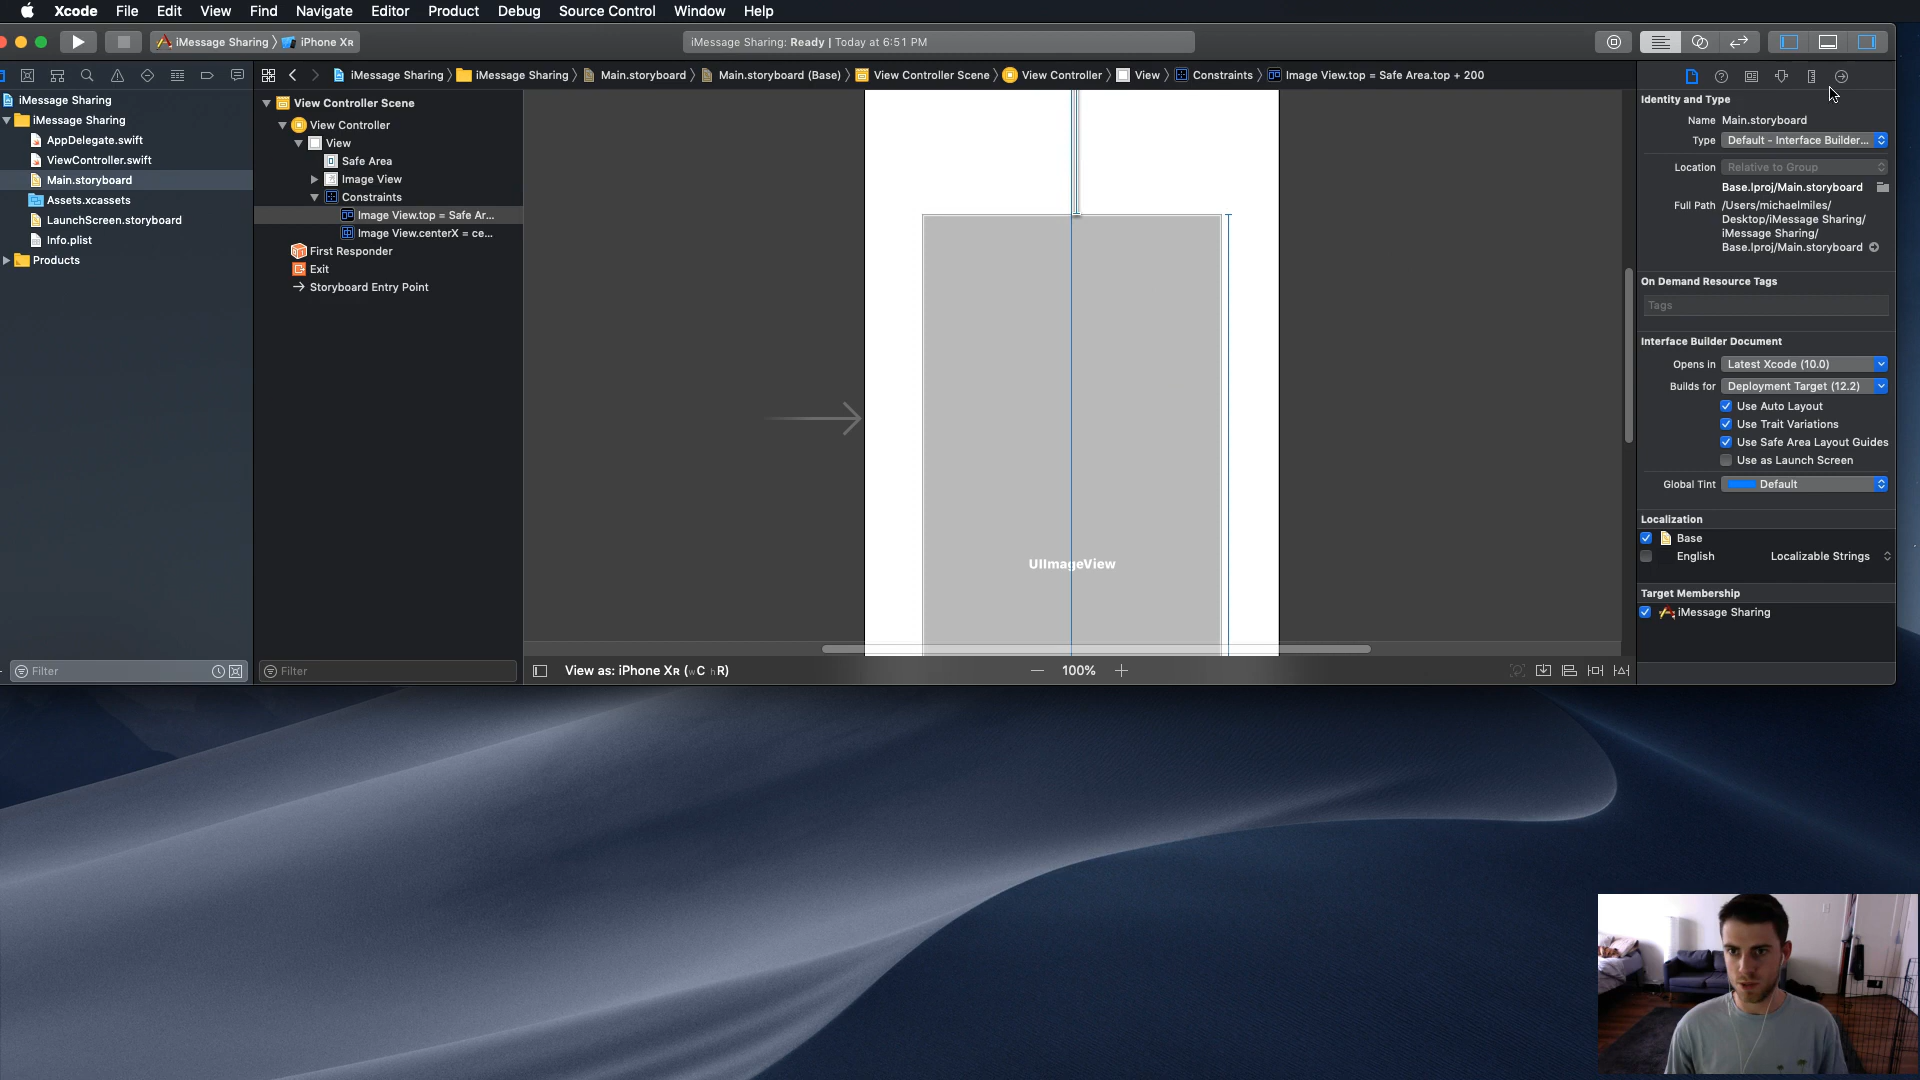 Xcode File Edit View Find Navigate Editor Product Debug Source Control Window Help
iMessage Sharing iPhone XR
iMessage Sharing: Ready | Today at 6:51 PM
iMessage Sharing iMessage Sharing Main.storyboard Main.storyboard (Base) View Controller Scene View Controller View Constraints Image View.top = Safe Area.top + 200
iMessage Sharing
iMessage Sharing
AppDelegate.swift
ViewController.swift
Main.storyboard
Assets.xcassets
LaunchScreen.storyboard
Info.plist
Products
Filter
View Controller Scene
View Controller
View
Safe Area
Image View
Constraints
Image View.top = Safe Ar...
Image View.centerX = ce...
First Responder
Exit
Storyboard Entry Point
Filter
UIImageView
View as: iPhone XR (wC hR)
100%
Identity and Type
Name Main.storyboard
Type Default - Interface Builder...
Location Relative to Group
Base.lproj/Main.storyboard
Full Path /Users/michaelmiles/
Desktop/iMessage Sharing/
iMessage Sharing/
Base.lproj/Main.storyboard
On Demand Resource Tags
Tags
Interface Builder Document
Opens in Latest Xcode (10.0)
Builds for Deployment Target (12.2)
Use Auto Layout
Use Trait Variations
Use Safe Area Layout Guides
Use as Launch Screen
Global Tint Default
Localization
Base
English Localizable Strings
Target Membership
iMessage Sharing